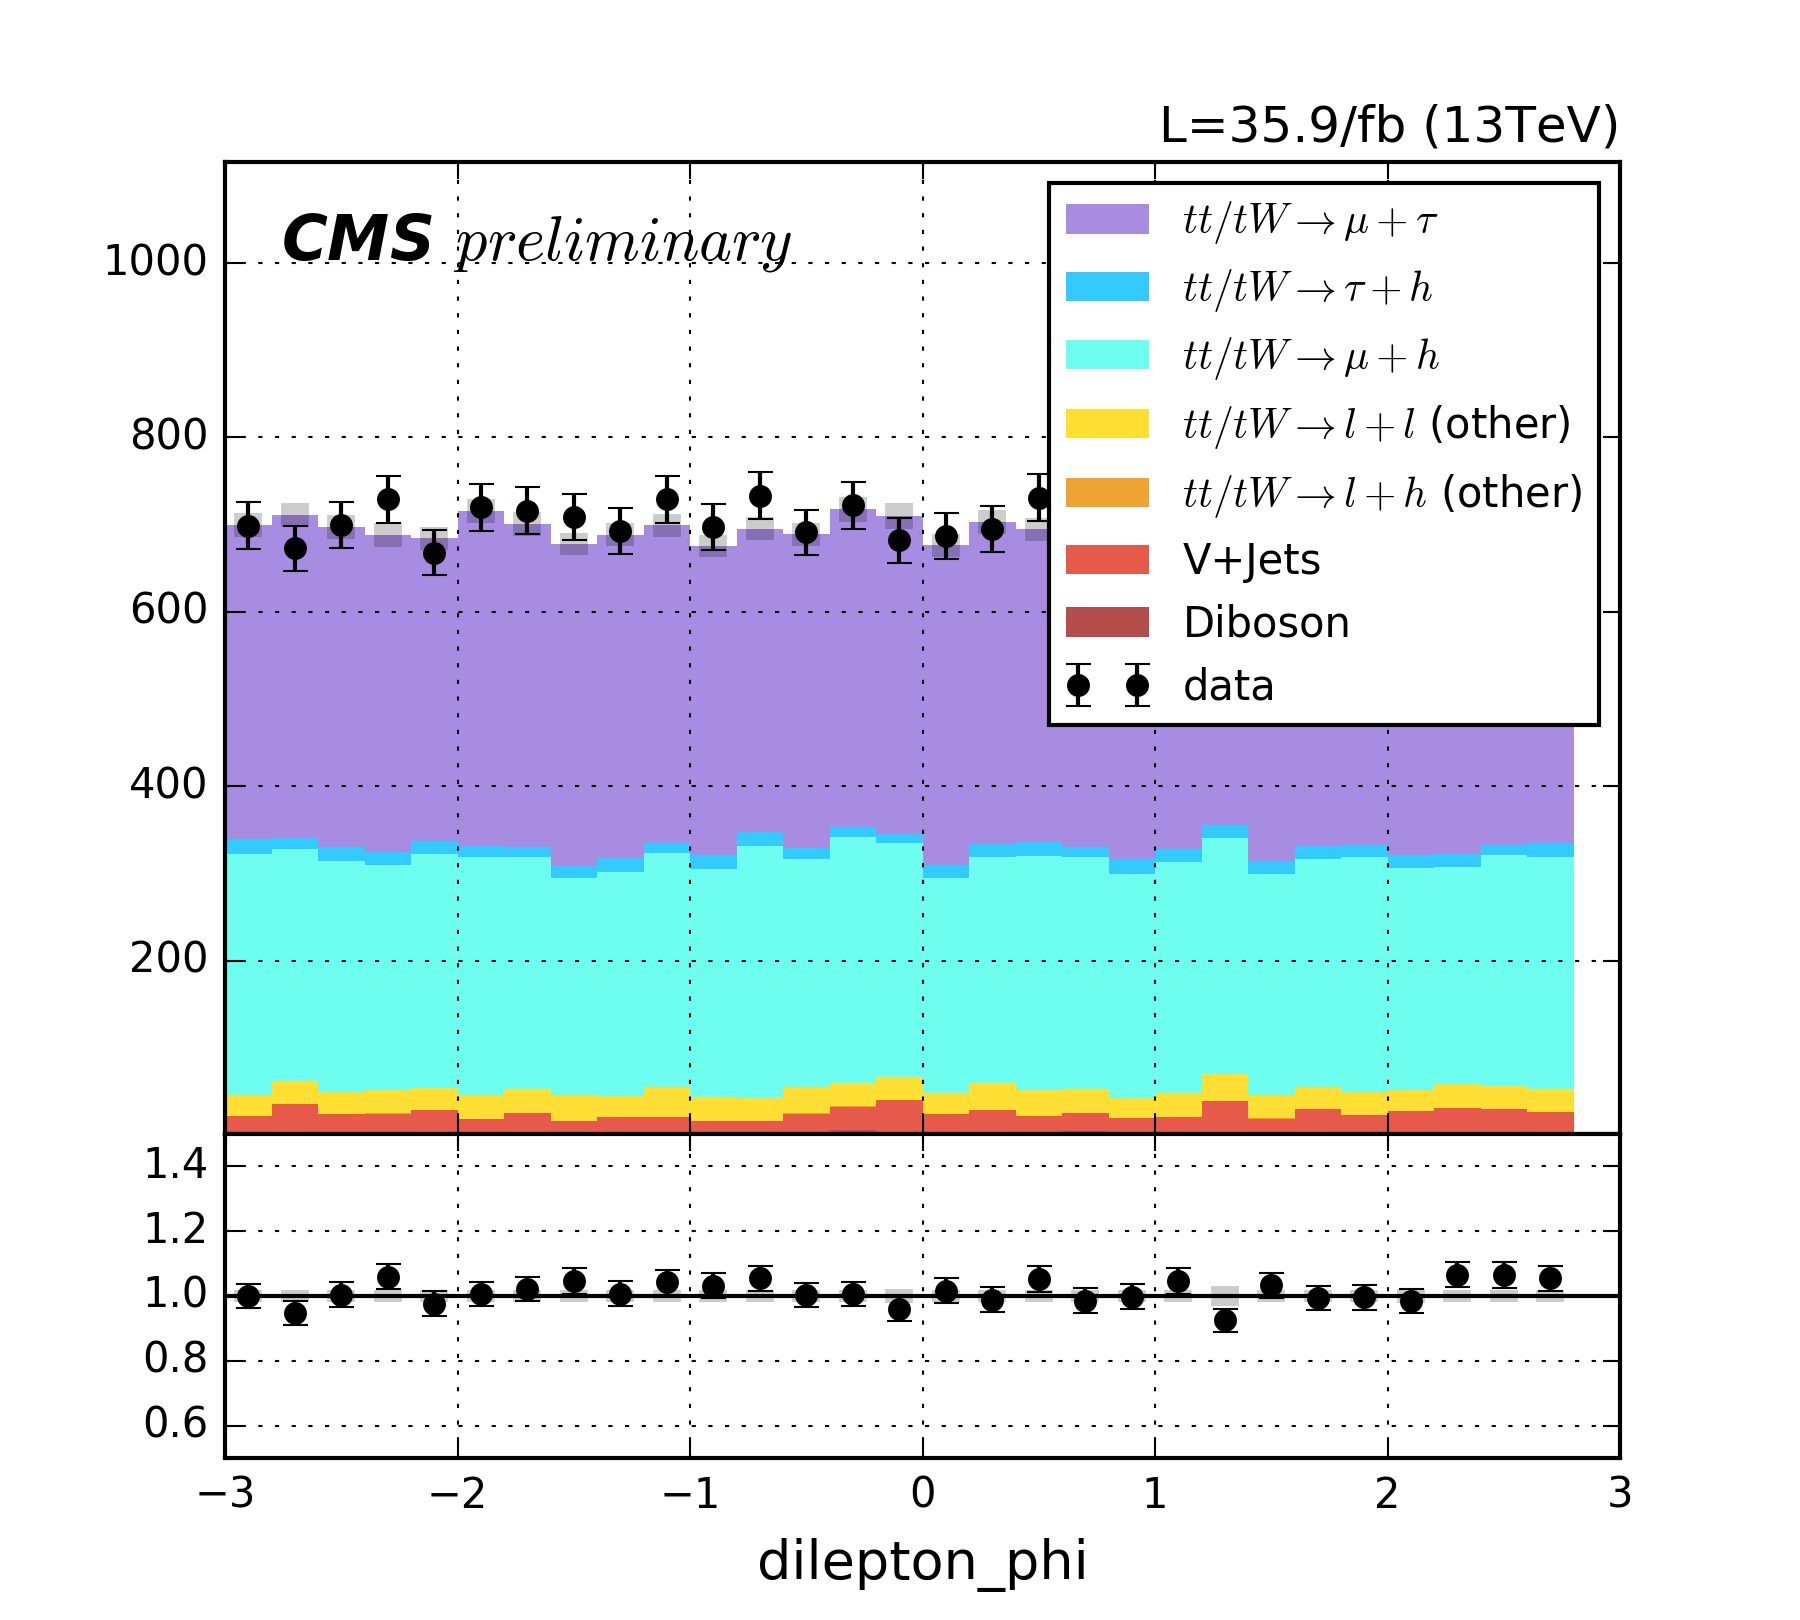 L=35.9/fb (13TeV)
CMS preliminary
1000
800
600
400
200
tt/tW → μ + τ
tt/tW → τ + h
tt/tW → μ + h
tt/tW → l + l (other)
tt/tW → l + h (other)
V+Jets
Diboson
data
1.4
1.2
1.0
0.8
0.6
−3 −2 −1 0 1 2 3
dilepton_phi